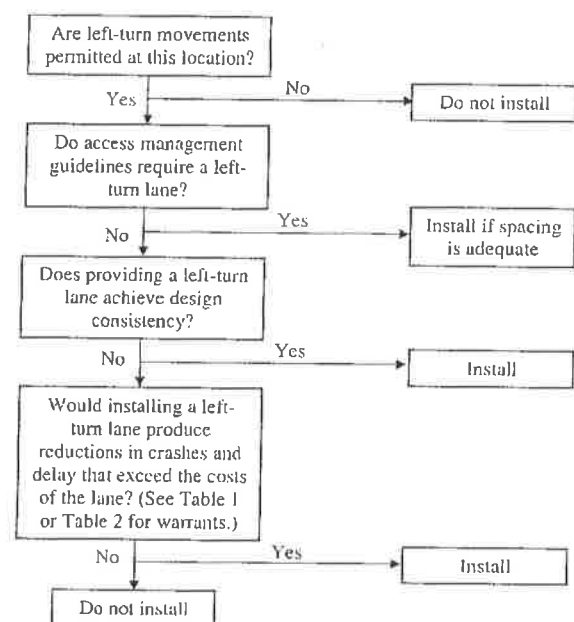 Are left-turn movements
permitted at this location?
Yes
No
Do not install
Do access management
guidelines require a left-
turn lane?
No
Yes
Install if spacing
is adequate
Does providing a left-turn
lane achieve design
consistency?
No
Yes
Install
Would installing a left-
turn lane produce
reductions in crashes and
delay that exceed the costs
of the lane? (See Table 1
or Table 2 for warrants.)
No
Yes
Install
Do not install